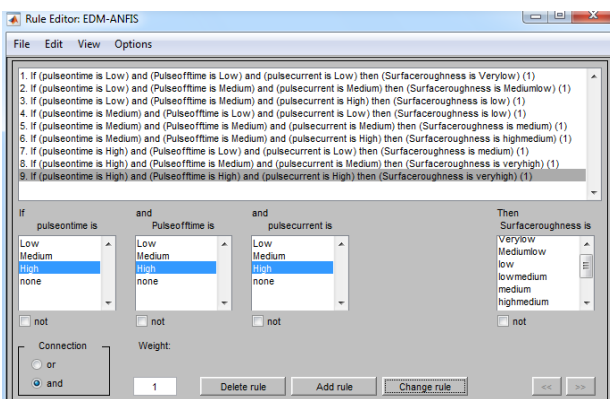 Rule Editor: EDM-ANFIS
File Edit View Options
1. If (pulseontime is Low) and (Pulseofftime is Low) and (pulsecurrent is Low) then (Surfaceroughness is Verylow) (1)
2. If (pulseontime is Low) and (Pulseofftime is Medium) and (pulsecurrent is Medium) then (Surfaceroughness is Mediumlow) (1)
3. If (pulseontime is Low) and (Pulseofftime is Medium) and (pulsecurrent is High) then (Surfaceroughness is low) (1)
4. If (pulseontime is Medium) and (Pulseofftime is Low) and (pulsecurrent is Low) then (Surfaceroughness is low) (1)
5. If (pulseontime is Medium) and (Pulseofftime is Medium) and (pulsecurrent is Medium) then (Surfaceroughness is medium) (1)
6. If (pulseontime is Medium) and (Pulseofftime is Medium) and (pulsecurrent is High) then (Surfaceroughness is highmedium) (1)
7. If (pulseontime is High) and (Pulseofftime is Low) and (pulsecurrent is Low) then (Surfaceroughness is medium) (1)
8. If (pulseontime is High) and (Pulseofftime is Medium) and (pulsecurrent is Medium) then (Surfaceroughness is veryhigh) (1)
9. If (pulseontime is High) and (Pulseofftime is High) and (pulsecurrent is High) then (Surfaceroughness is veryhigh) (1)
If and and Then
pulseontime is Pulseofftime is pulsecurrent is Surfaceroughness is
Low
Medium
High
none
Low
Medium
High
none
Low
Medium
High
none
Verylow
Mediumlow
low
lowmedium
medium
highmedium
not not not not
Connection
or
and
Weight:
1
Delete rule Add rule Change rule << >>